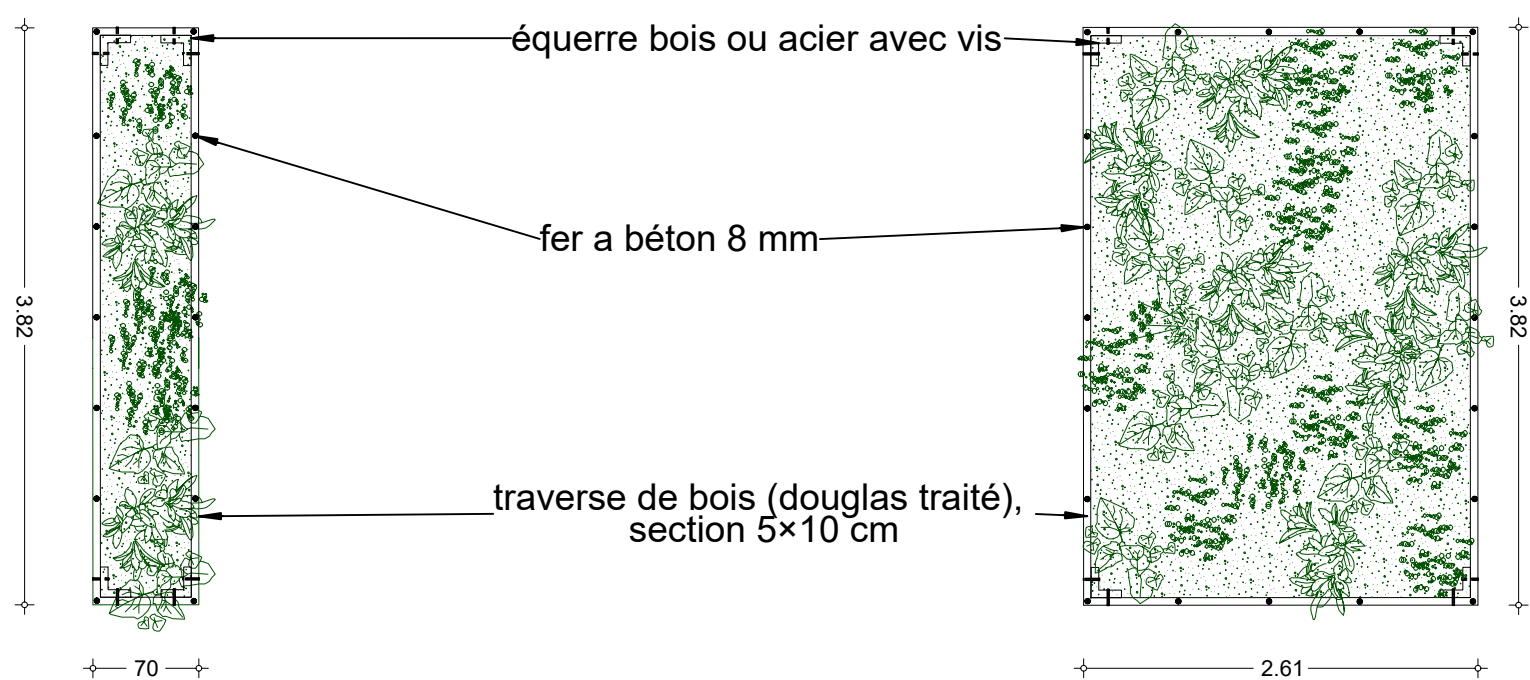 équerre bois ou acier avec vis
fer a béton 8 mm
3.82
3.82
traverse de bois (douglas traité),
section 5×10 cm
70
2.61